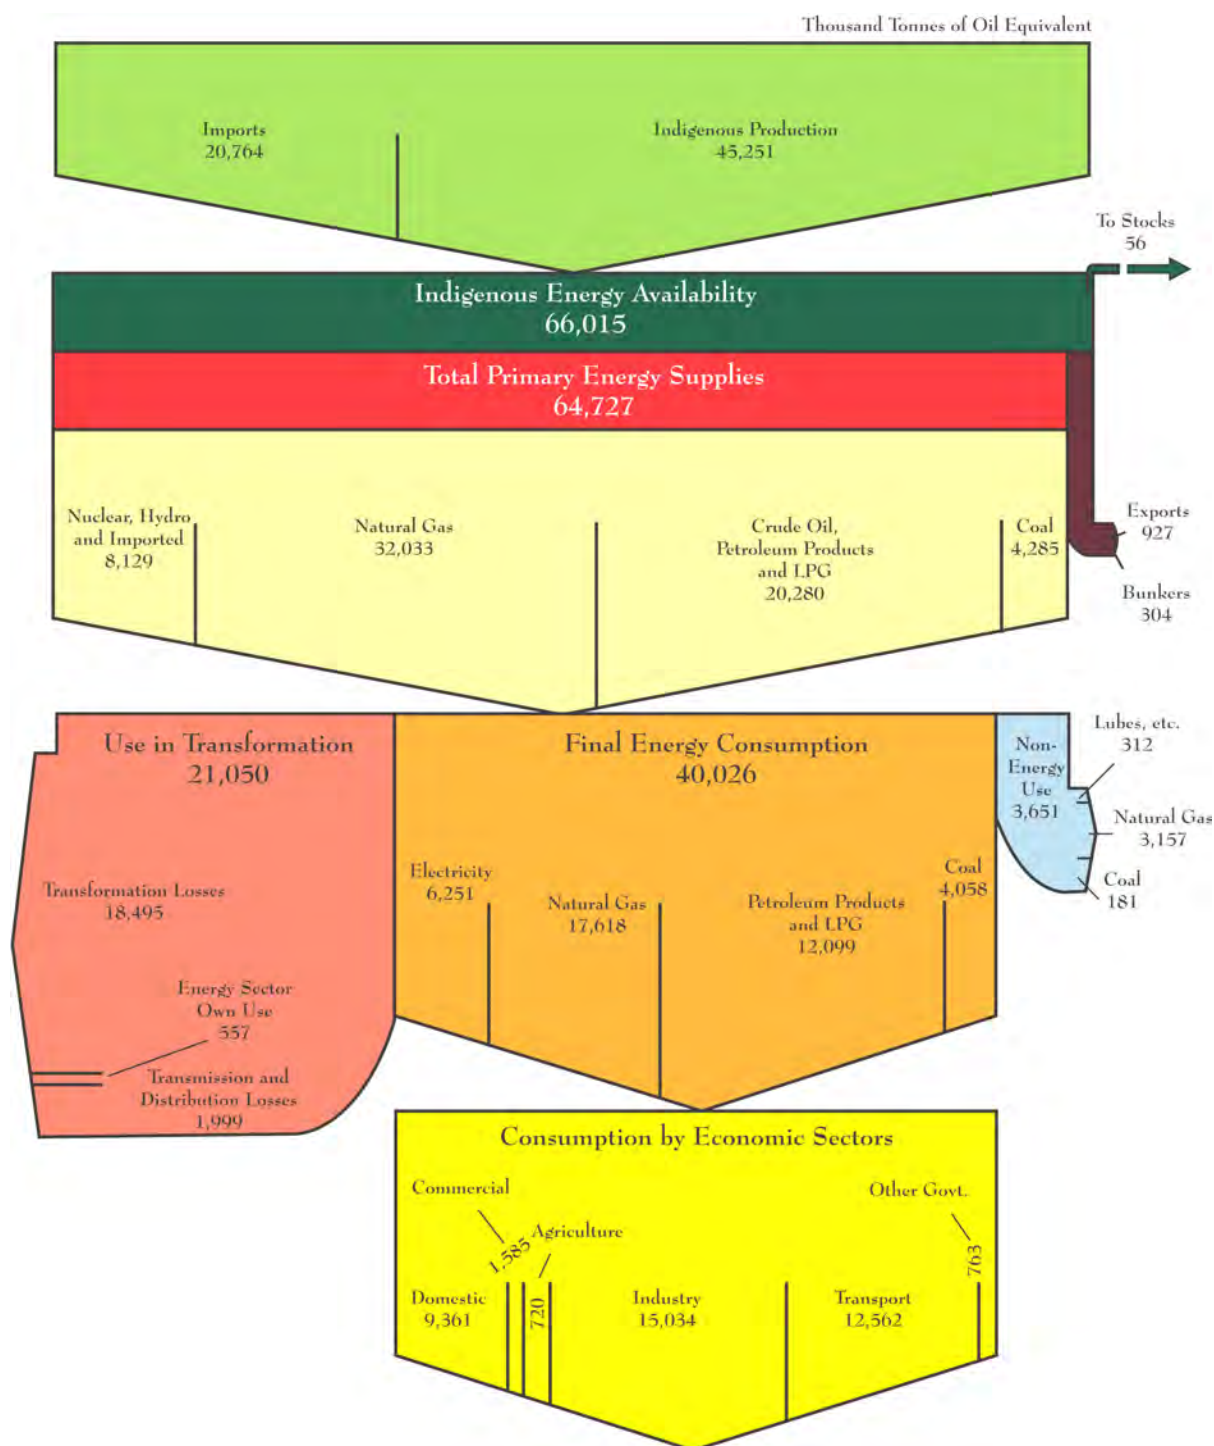 Thousand Tonnes of Oil Equivalent
Imports
20,764
Indigenous Production
45,251
To Stocks
56
Indigenous Energy Availability
66,015
Total Primary Energy Supplies
64,727
Nuclear, Hydro
and Imported
8,129
Natural Gas
32,033
Crude Oil,
Petroleum Products
and LPG
20,280
Coal
4,285
Exports
927
Bunkers
304
Use in Transformation
21,050
Final Energy Consumption
40,026
Non-
Energy
Use
3,651
Lubes, etc.
312
Natural Gas
3,157
Coal
181
Transformation Losses
18,495
Energy Sector
Own Use
557
Transmission and
Distribution Losses
1,999
Electricity
6,251
Natural Gas
17,618
Petroleum Products
and LPG
12,099
Coal
4,058
Consumption by Economic Sectors
Commercial
1,585
Agriculture
720
Other Govt.
763
Domestic
9,361
Industry
15,034
Transport
12,562